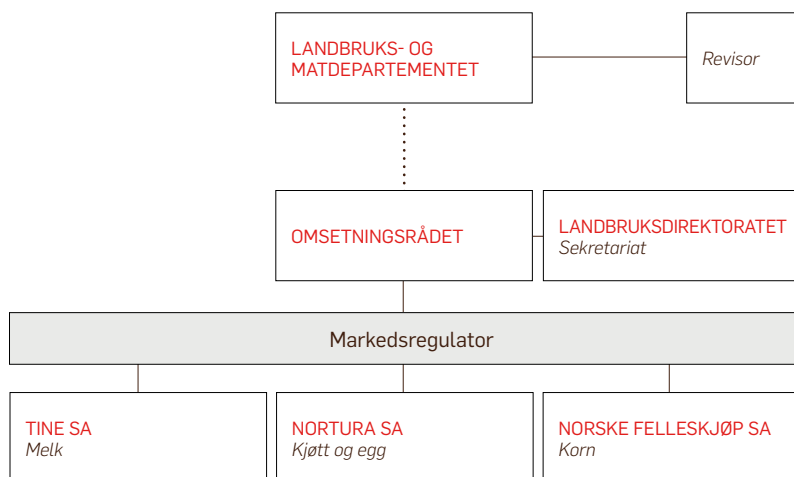 LANDBRUKS- OG
MATDEPARTEMENTET
Revisor
OMSETNINGSRÅDET
LANDBRUKSDIREKTORATET
Sekretariat
Markedsregulator
TINE SA
Melk
NORTURA SA
Kjøtt og egg
NORSKE FELLESKJØP SA
Korn